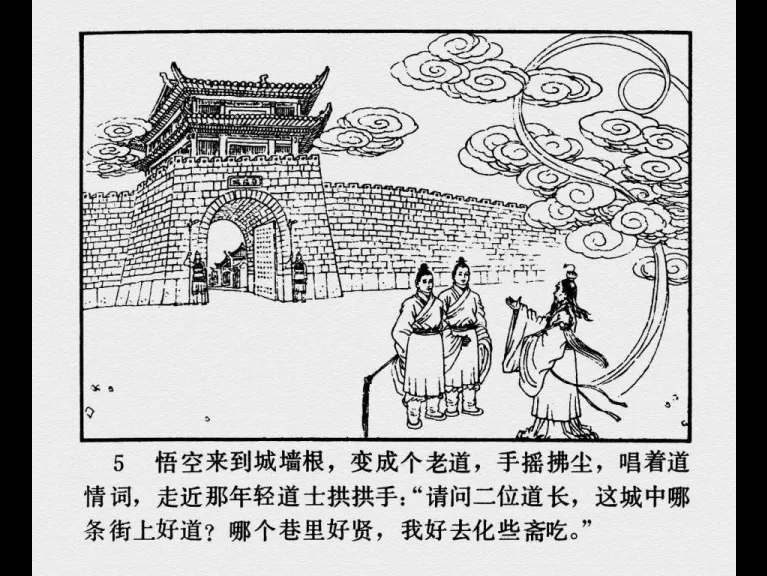 5 悟空来到城墙根，变成个老道，手摇拂尘，唱着道
情词，走近那年轻道士拱拱手：“请问二位道长，这城中哪
条街上好道？哪个巷里好贤，我好去化些斋吃。”